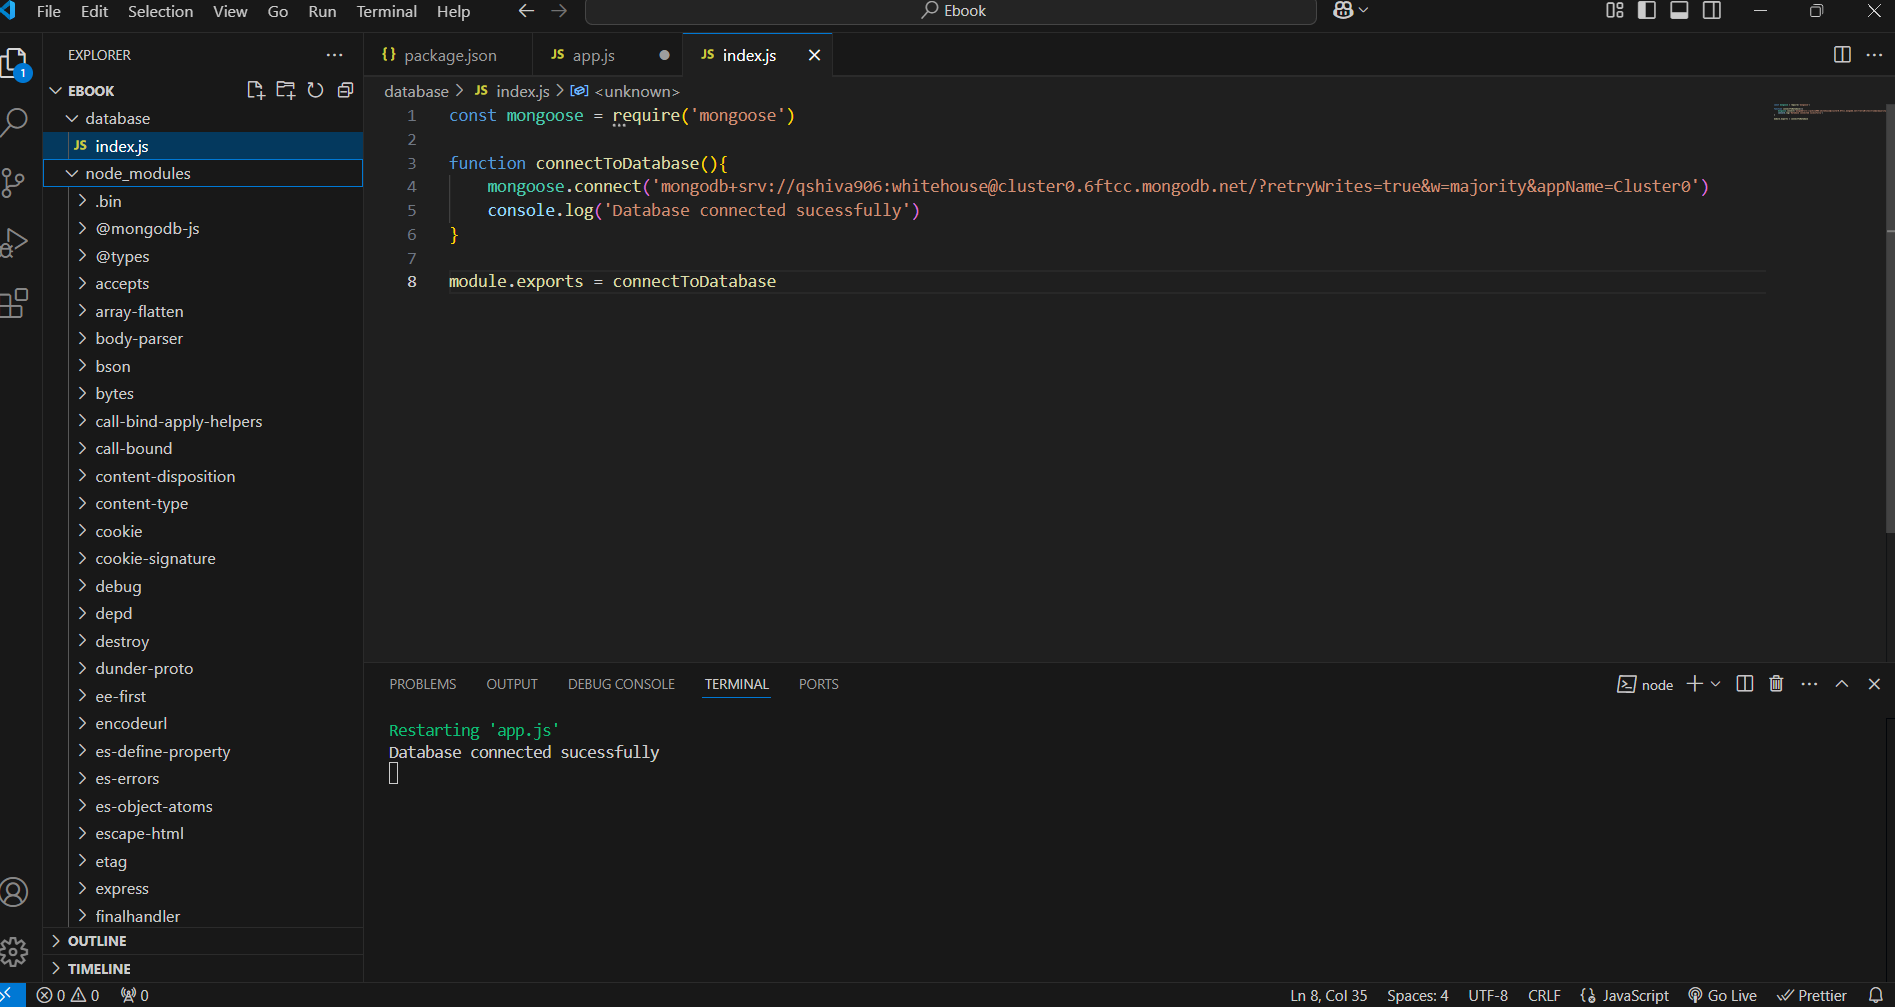 File Edit Selection View Go Run Terminal Help
Ebook
EXPLORER
{} package.json
JS app.js
JS index.js
1
EBOOK
database > JS index.js > <unknown>
database
JS index.js
node_modules
.bin
@mongodb-js
@types
accepts
array-flatten
body-parser
bson
bytes
call-bind-apply-helpers
call-bound
content-disposition
content-type
cookie
cookie-signature
debug
depd
destroy
dunder-proto
ee-first
encodeurl
es-define-property
es-errors
es-object-atoms
escape-html
etag
express
finalhandler
OUTLINE
TIMELINE
1 const mongoose = require('mongoose')
2
3 function connectToDatabase(){
4 mongoose.connect('mongodb+srv://qshiva906:whitehouse@cluster0.6ftcc.mongodb.net/?retryWrites=true&w=majority&appName=Cluster0')
5 console.log('Database connected sucessfully')
6 }
7
8 module.exports = connectToDatabase
PROBLEMS OUTPUT DEBUG CONSOLE TERMINAL PORTS
node
Restarting 'app.js'
Database connected sucessfully
0 0 0
Ln 8, Col 35 Spaces: 4 UTF-8 CRLF {} JavaScript Go Live Prettier